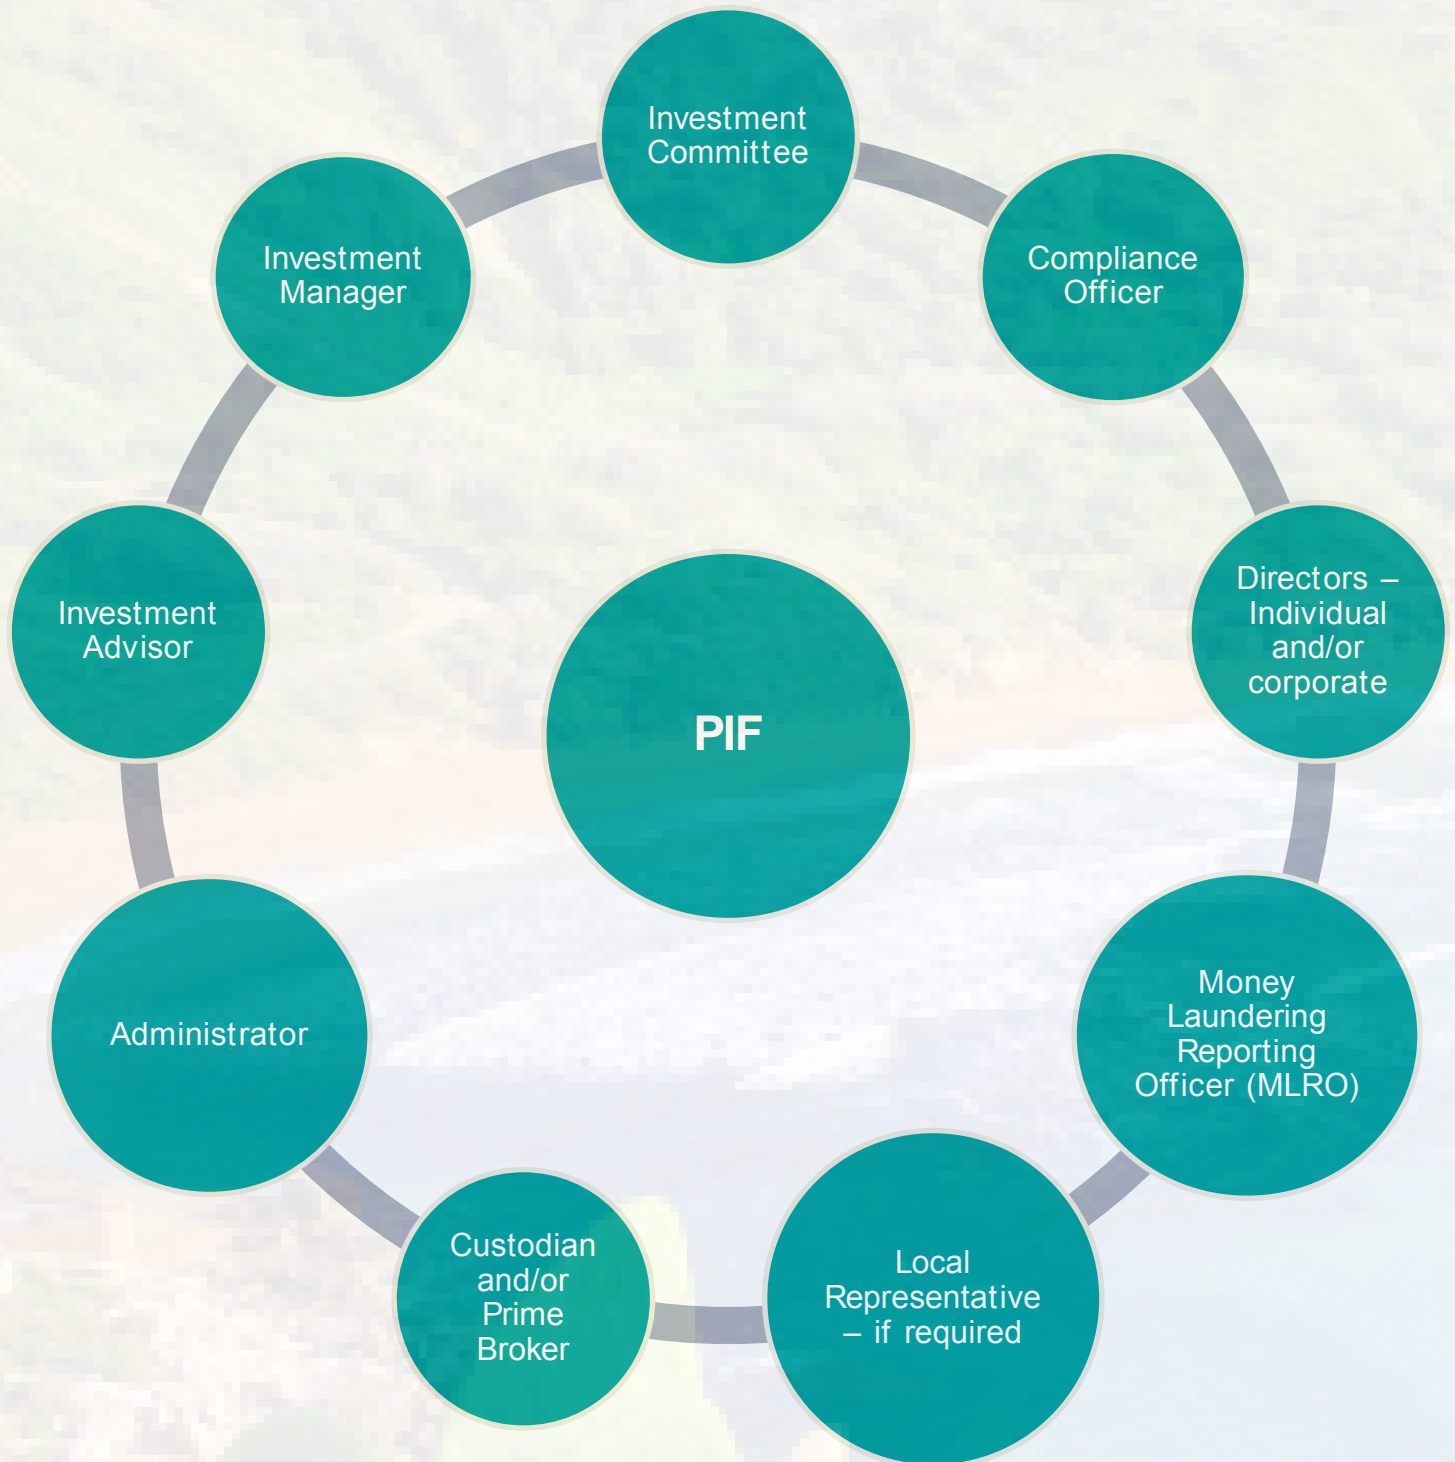 Investment
Committee
Compliance
Officer
Directors –
Individual
and/or
corporate
Money
Laundering
Reporting
Officer (MLRO)
Local
Representative
– if required
Custodian
and/or
Prime
Broker
Administrator
Investment
Advisor
Investment
Manager
PIF